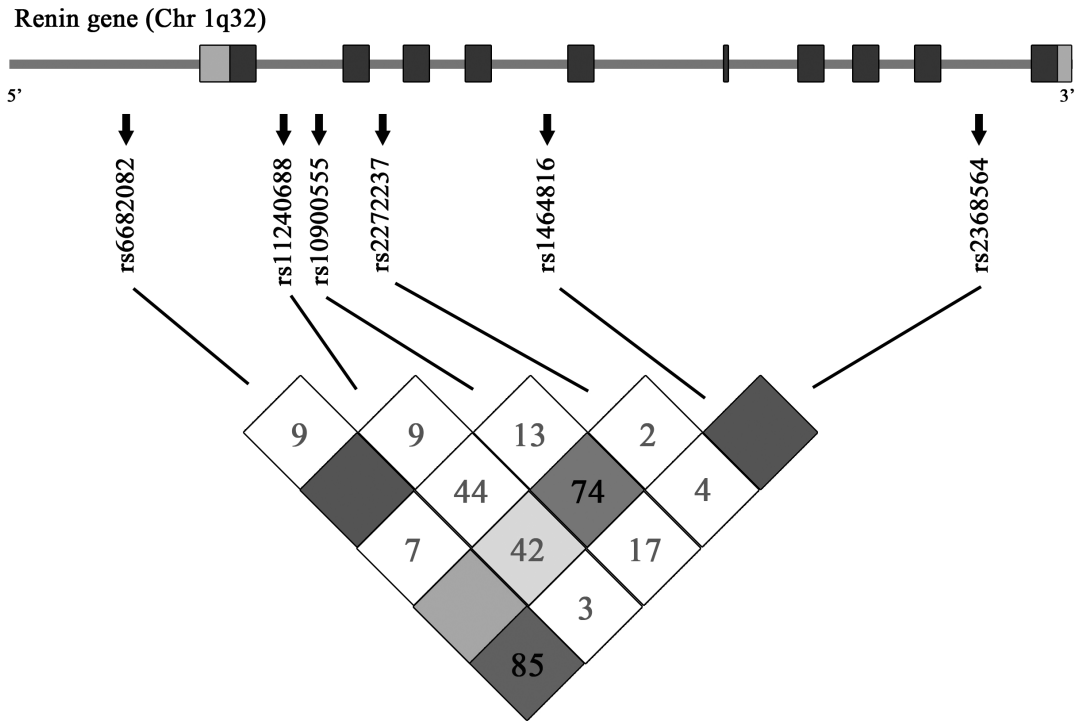 Renin gene (Chr 1q32)
5’ 3’
rs6682082
rs11240688
rs10900555
rs2272237
rs1464816
rs2368564
9 9 13 2
44 74 4
7 42 17
3
85